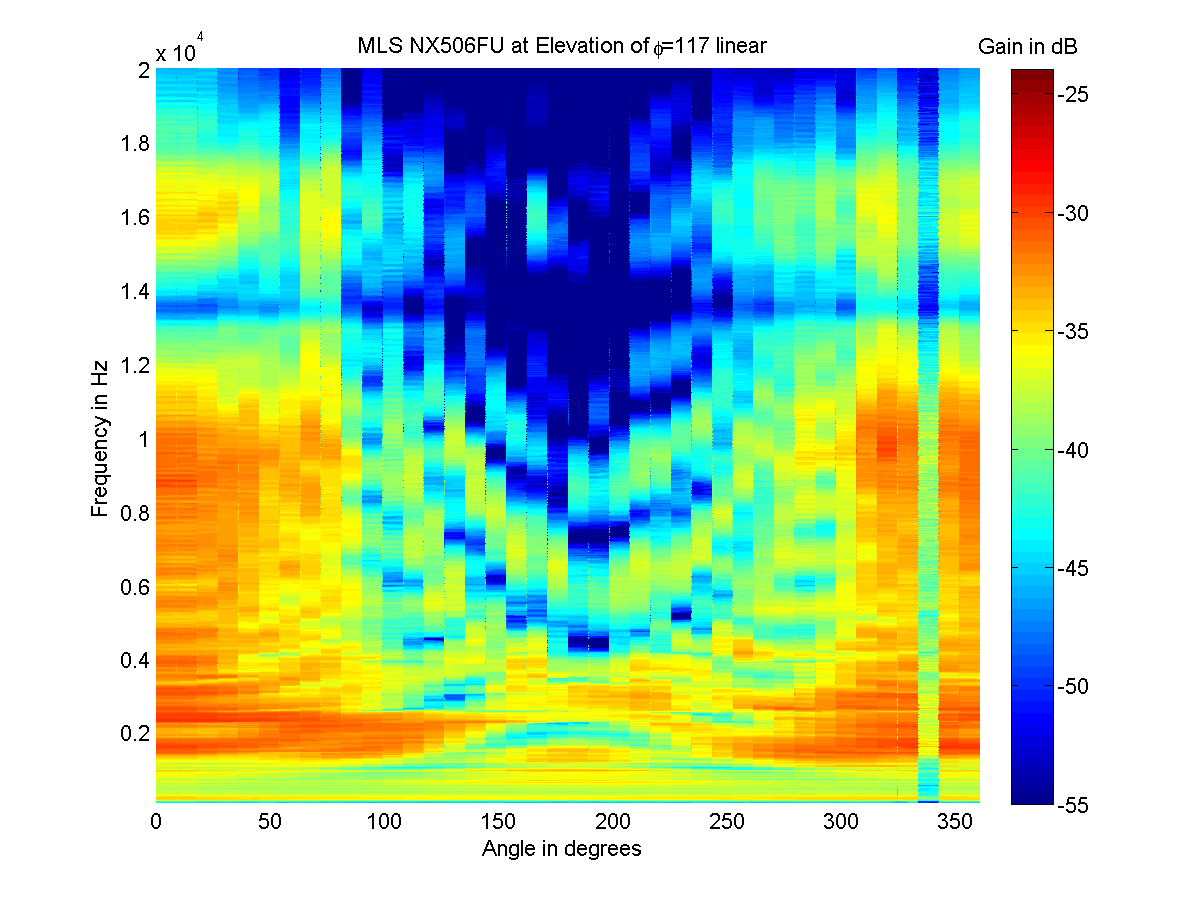 MLS NX506FU at Elevation of ϕ=117 linear
Gain in dB
x 10^4
2
1.8
1.6
1.4
1.2
1
0.8
0.6
0.4
0.2
Frequency in Hz
0 50 100 150 200 250 300 350
Angle in degrees
-25
-30
-35
-40
-45
-50
-55